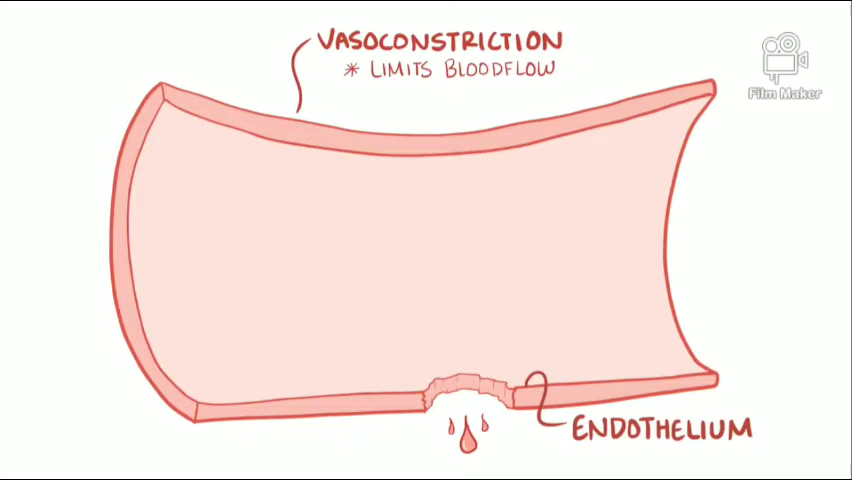 VASOCONSTRICTION
* LIMITS BLOODFLOW
Film Maker
ENDOTHELIUM